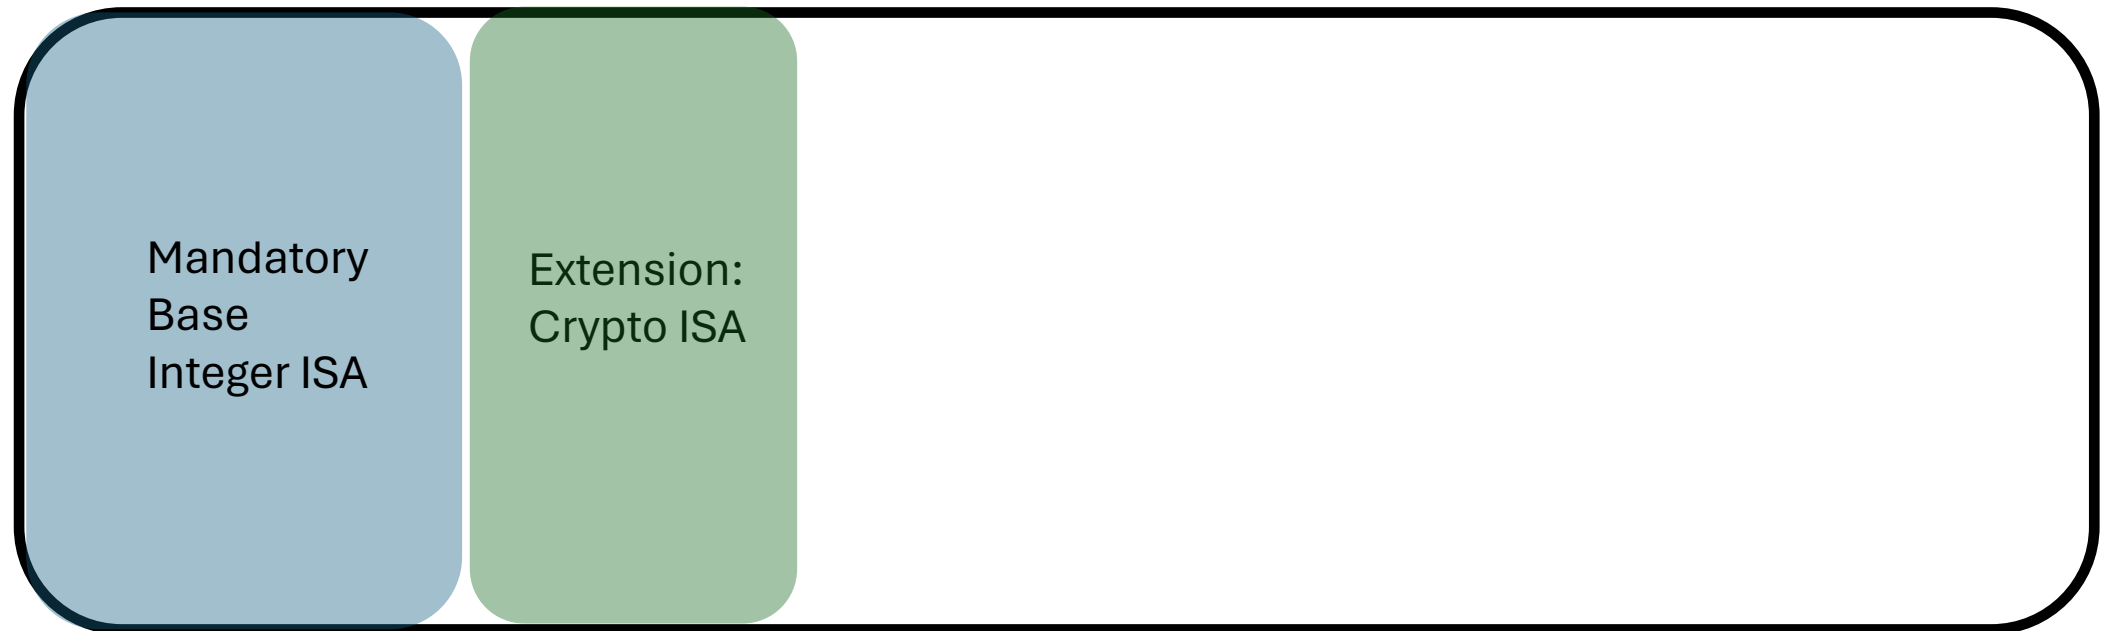 Mandatory
Base
Integer ISA
Extension:
Crypto ISA